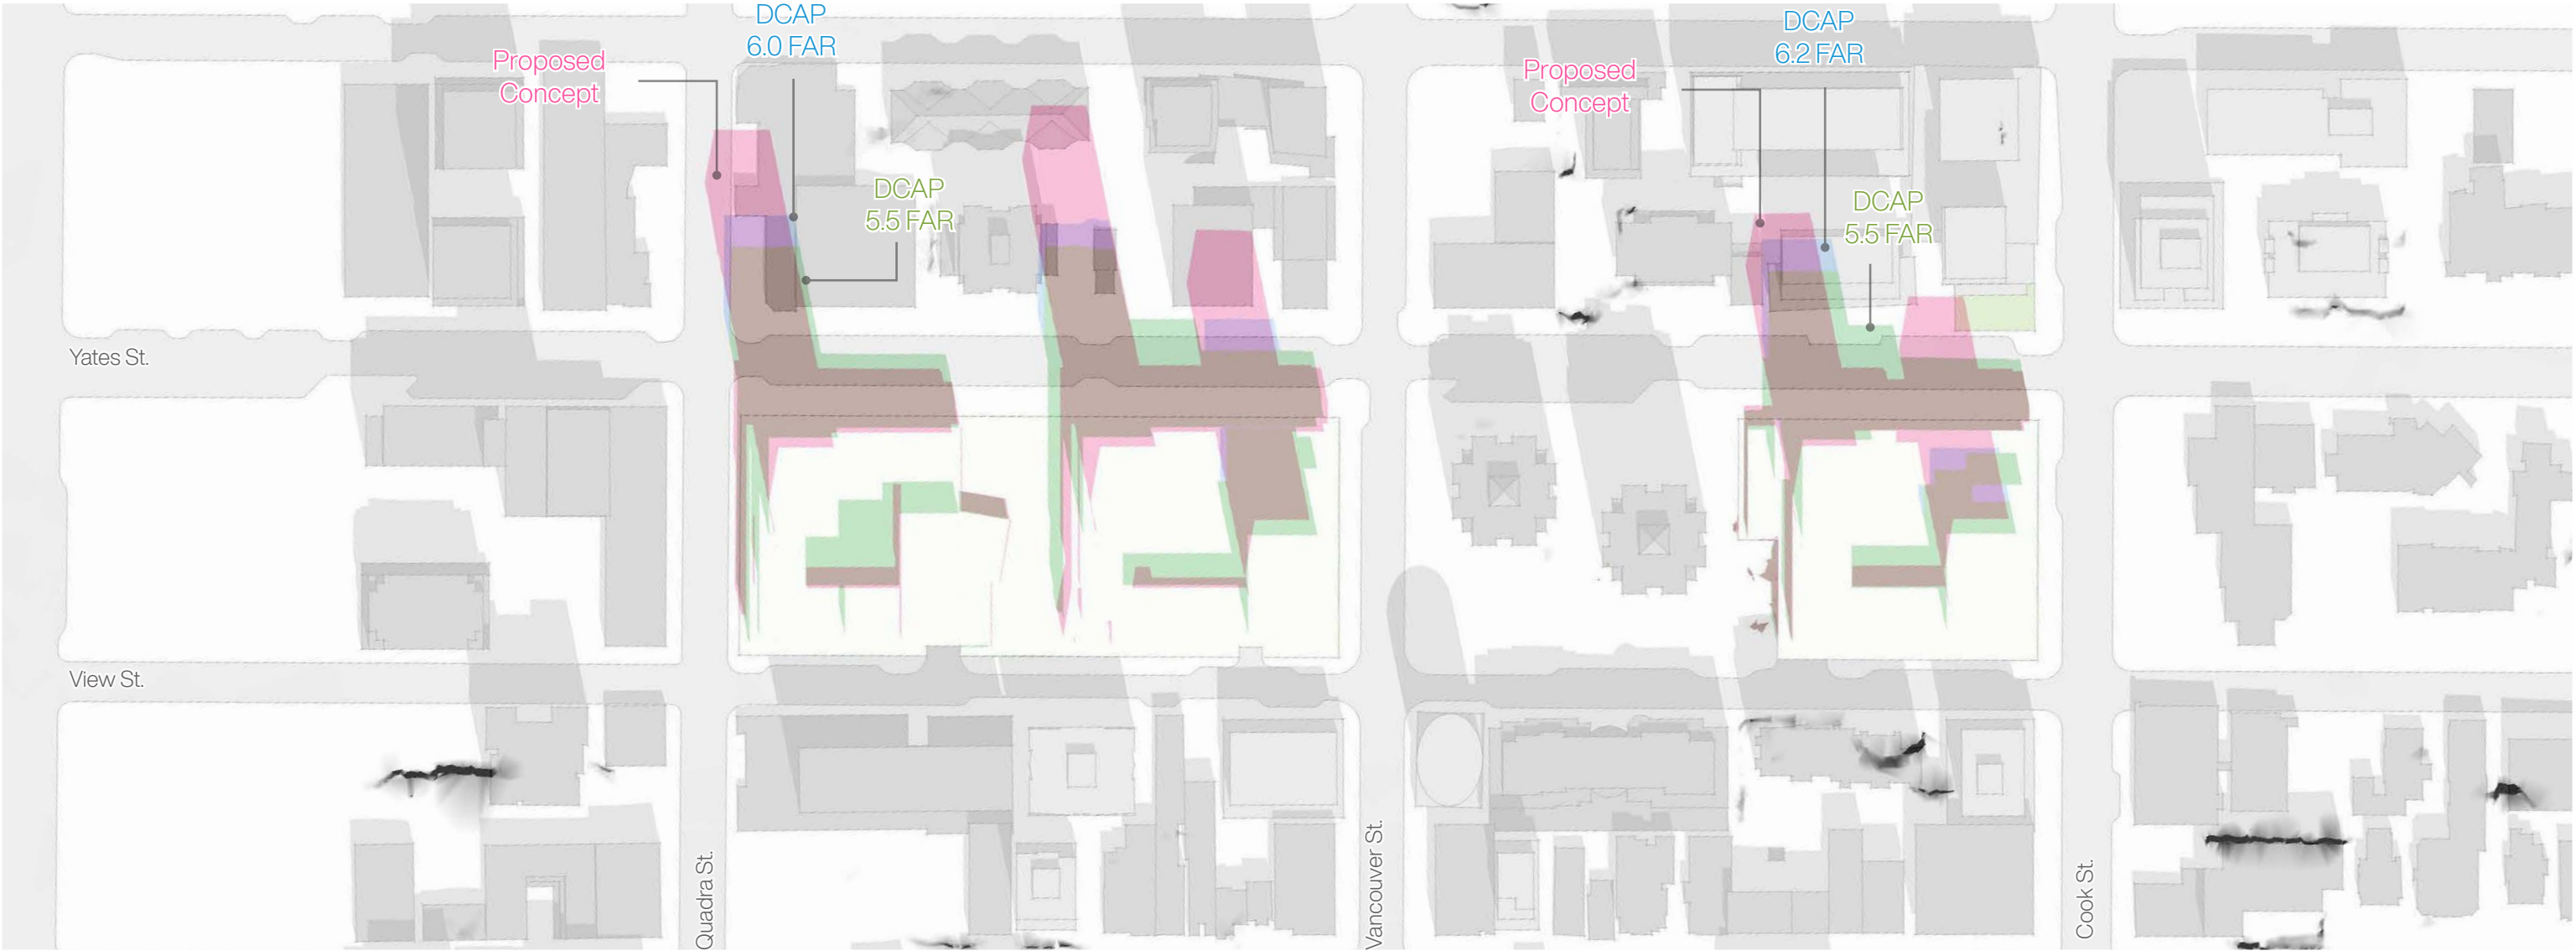 DCAP
6.0 FAR
Proposed
Concept
DCAP
5.5 FAR
DCAP
6.2 FAR
Proposed
Concept
DCAP
5.5 FAR
Yates St.
View St.
Quadra St.
Vancouver St.
Cook St.